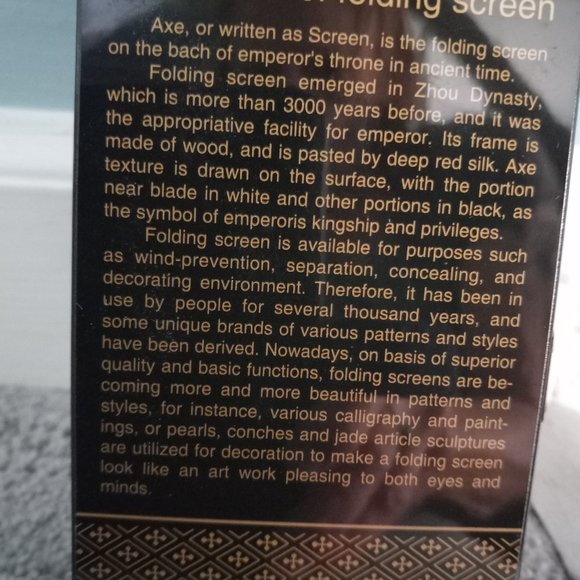 folding screen
Axe, or written as Screen, is the folding screen
on the bach of emperor's throne in ancient time.
Folding screen emerged in Zhou Dynasty,
which is more than 3000 years before, and it was
the appropriative facility for emperor. Its frame is
made of wood, and is pasted by deep red silk. Axe
texture is drawn on the surface, with the portion
near blade in white and other portions in black, as
the symbol of emperoris kingship and privileges.
Folding screen is available for purposes such
as wind-prevention, separation, concealing, and
decorating environment. Therefore, it has been in
use by people for several thousand years, and
some unique brands of various patterns and styles
have been derived. Nowadays, on basis of superior
quality and basic functions, folding screens are be-
coming more and more beautiful in patterns and
styles, for instance, various calligraphy and paint-
ings, or pearls, conches and jade article sculptures
are utilized for decoration to make a folding screen
look like an art work pleasing to both eyes and
minds.